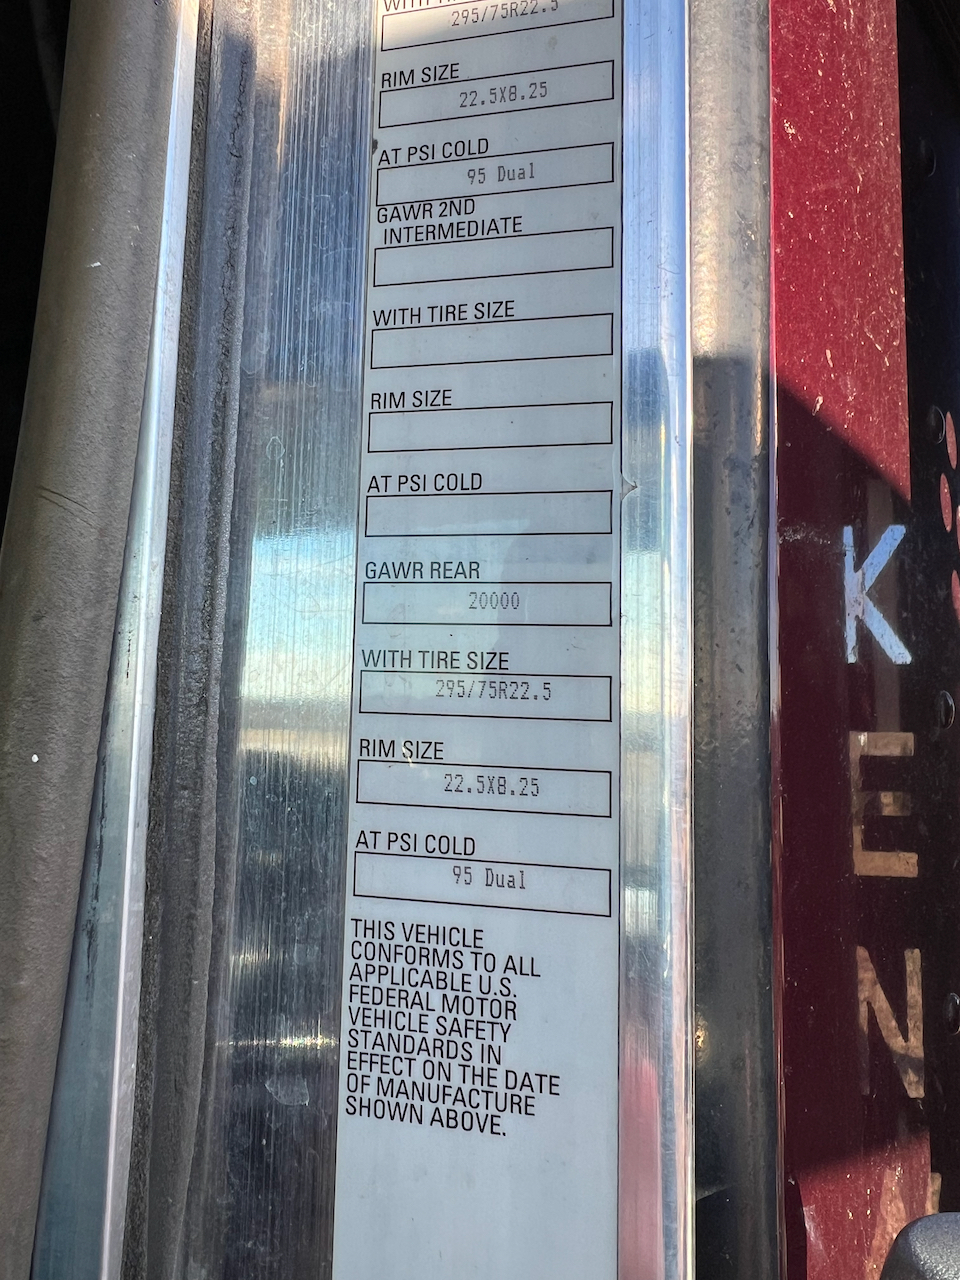 WITH TIRE SIZE
295/75R22.5
RIM SIZE
22.5X8.25
AT PSI COLD
95 Dual
GAWR 2ND
INTERMEDIATE
WITH TIRE SIZE
RIM SIZE
AT PSI COLD
GAWR REAR
20000
WITH TIRE SIZE
295/75R22.5
RIM SIZE
22.5X8.25
AT PSI COLD
95 Dual
THIS VEHICLE
CONFORMS TO ALL
APPLICABLE U.S.
FEDERAL MOTOR
VEHICLE SAFETY
STANDARDS IN
EFFECT ON THE DATE
OF MANUFACTURE
SHOWN ABOVE.
K
E
N